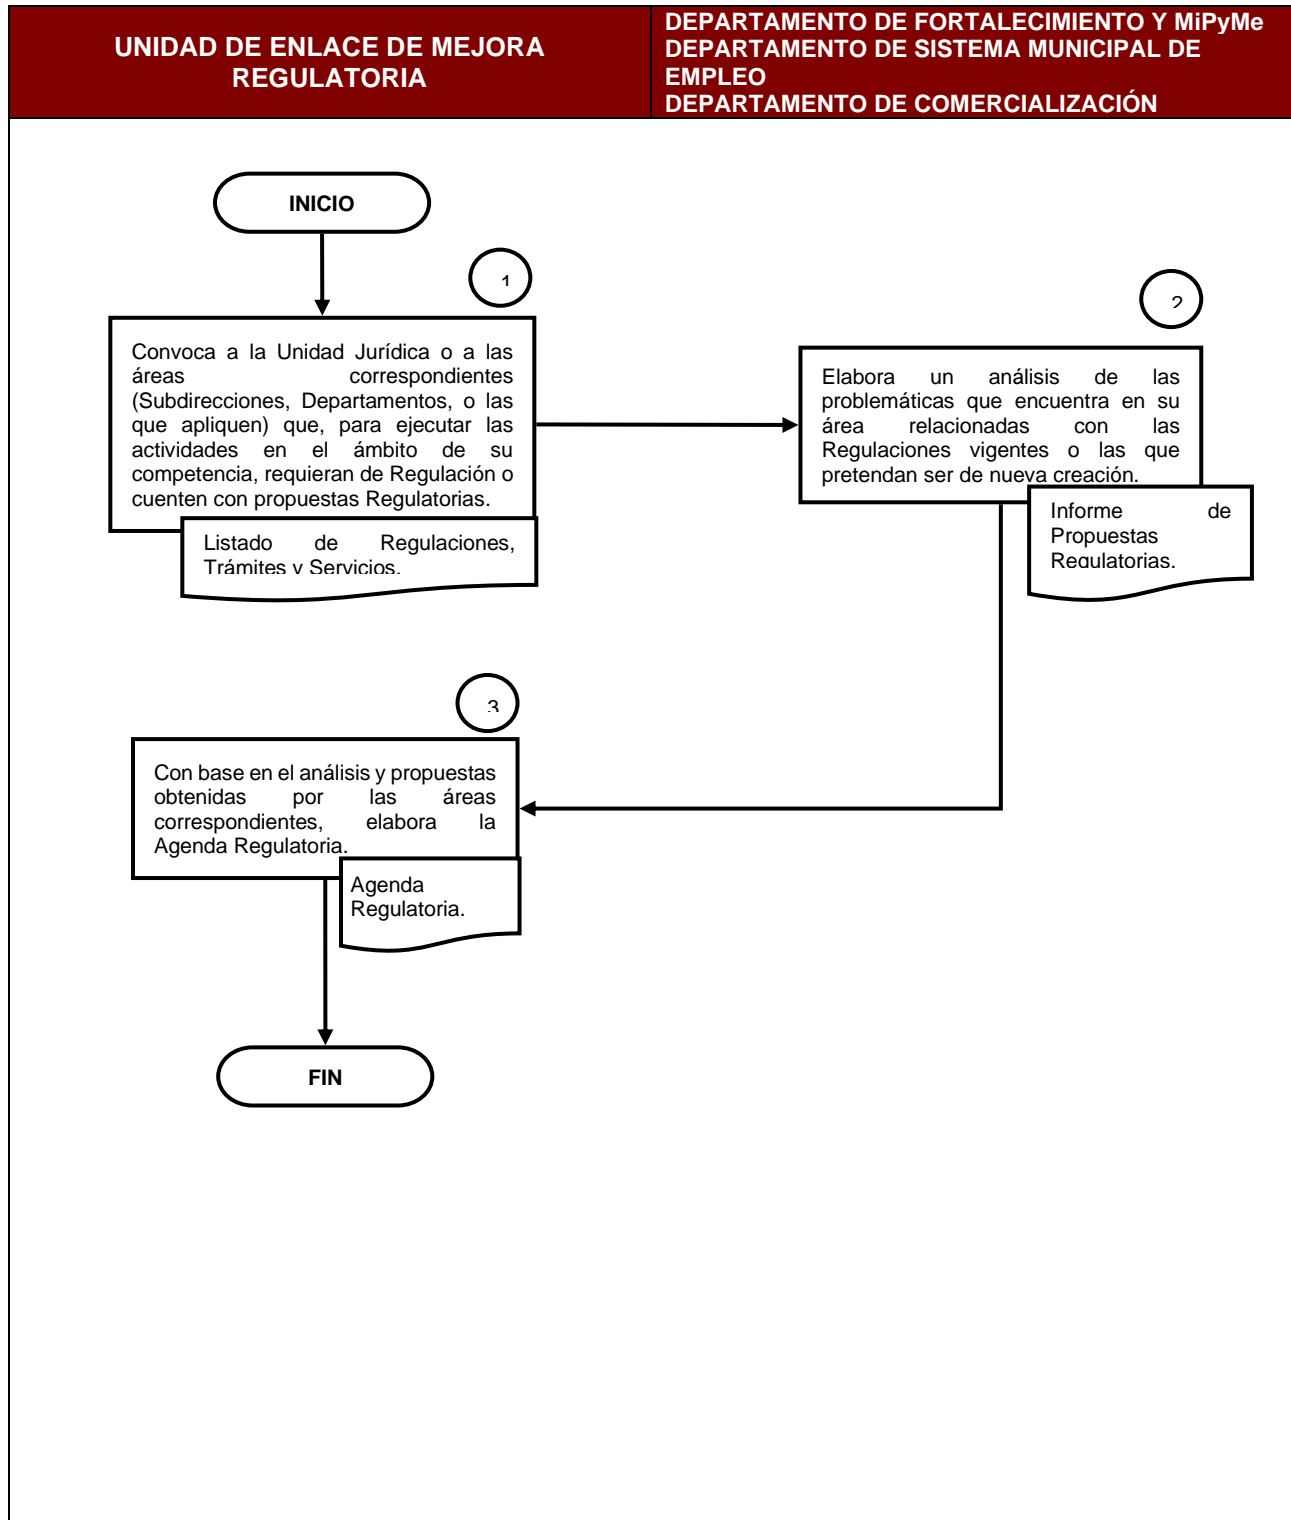 UNIDAD DE ENLACE DE MEJORA
REGULATORIA
DEPARTAMENTO DE FORTALECIMIENTO Y MiPyMe
DEPARTAMENTO DE SISTEMA MUNICIPAL DE
EMPLEO
DEPARTAMENTO DE COMERCIALIZACIÓN
INICIO
1
Convoca a la Unidad Jurídica o a las
áreas correspondientes
(Subdirecciones, Departamentos, o las
que apliquen) que, para ejecutar las
actividades en el ámbito de su
competencia, requieran de Regulación o
cuenten con propuestas Regulatorias.
Listado de Regulaciones,
Trámites y Servicios.
2
Elabora un análisis de las
problemáticas que encuentra en su
área relacionadas con las
Regulaciones vigentes o las que
pretendan ser de nueva creación.
Informe de
Propuestas
Regulatorias.
3
Con base en el análisis y propuestas
obtenidas por las áreas
correspondientes, elabora la
Agenda Regulatoria.
Agenda
Regulatoria.
FIN